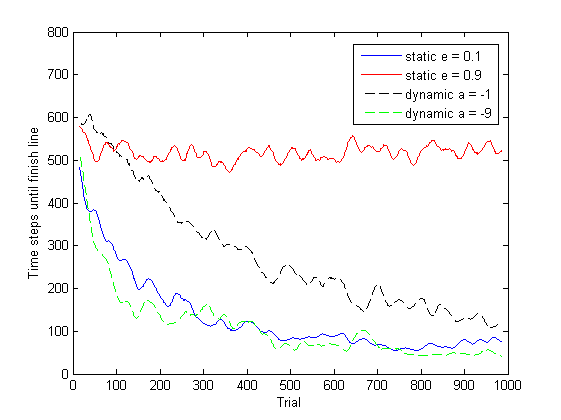 800
700
600
500
400
300
200
100
0
Time steps until finish line
static e = 0.1
static e = 0.9
dynamic a = -1
dynamic a = -9
0 100 200 300 400 500 600 700 800 900 1000
Trial